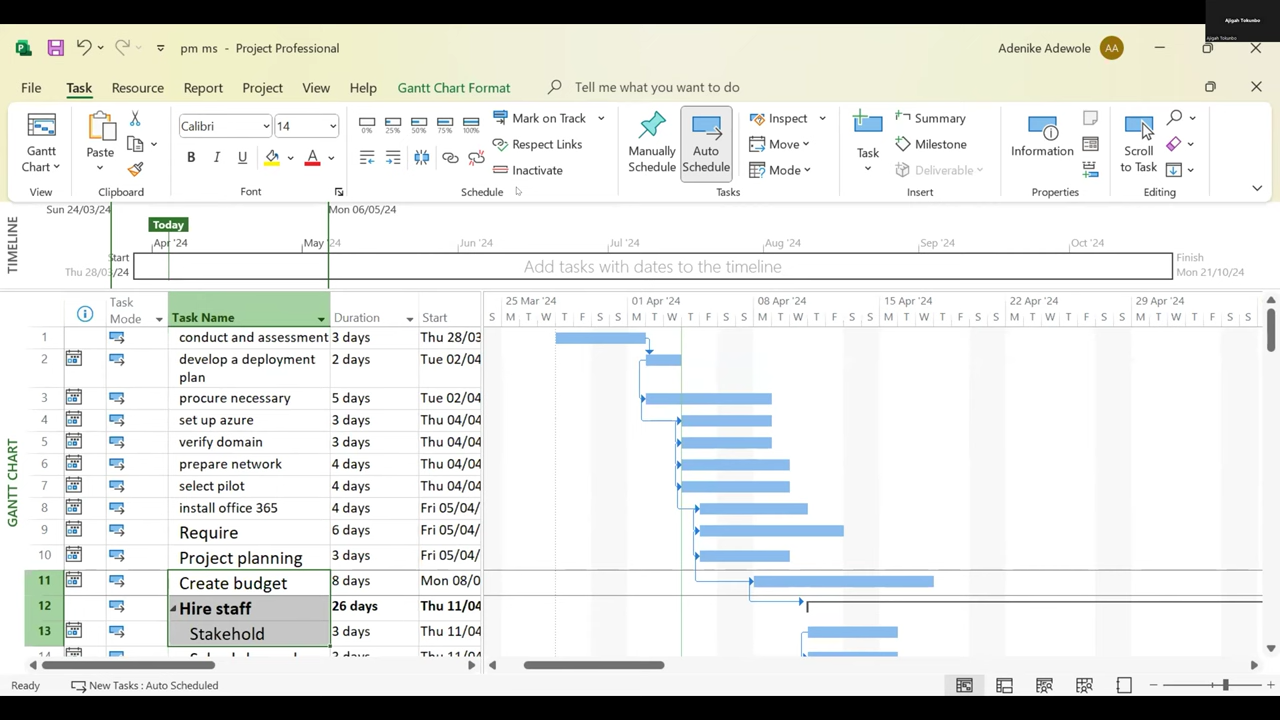 Ajigah Tokunbo
Ajigah Tokunbo
pm ms - Project Professional
Adenike Adewole AA
File Task Resource Project Report View Help Gantt Chart Format Tell me what you want to do
Gantt Chart
View
Paste
Clipboard
Calibri 14
B I U A
Font
0% 25% 50% 75% 100%
Mark on Track
Respect Links
Inactivate
Schedule
Manually Schedule
Auto Schedule
Inspect
Move
Mode
Tasks
Task
Summary
Milestone
Deliverable
Insert
Information
Properties
Scroll to Task
Editing
TIMELINE
Sun 24/03/24 Mon 06/05/24
Today
Apr '24 May '24 Jun '24 Jul '24 Aug '24 Sep '24 Oct '24
Start
Thu 28/03/24
Add tasks with dates to the timeline
Finish
Mon 21/10/24
GANTT CHART
Task Mode Task Name Duration Start
25 Mar '24 01 Apr '24 08 Apr '24 15 Apr '24 22 Apr '24 29 Apr '24
S M T W T F S S M T W T F S S M T W T F S S M T W T F S S M T W T F S S M T W T F S S
1 conduct and assessment 3 days Thu 28/03
2 develop a deployment plan 2 days Tue 02/04
3 procure necessary 5 days Tue 02/04
4 set up azure 3 days Thu 04/04
5 verify domain 3 days Thu 04/04
6 prepare network 4 days Thu 04/04
7 select pilot 4 days Thu 04/04
8 install office 365 4 days Fri 05/04/
9 Require 6 days Fri 05/04/
10 Project planning 3 days Fri 05/04/
11 Create budget 8 days Mon 08/0
12 Hire staff 26 days Thu 11/04
13 Stakehold 3 days Thu 11/04
Ready New Tasks : Auto Scheduled